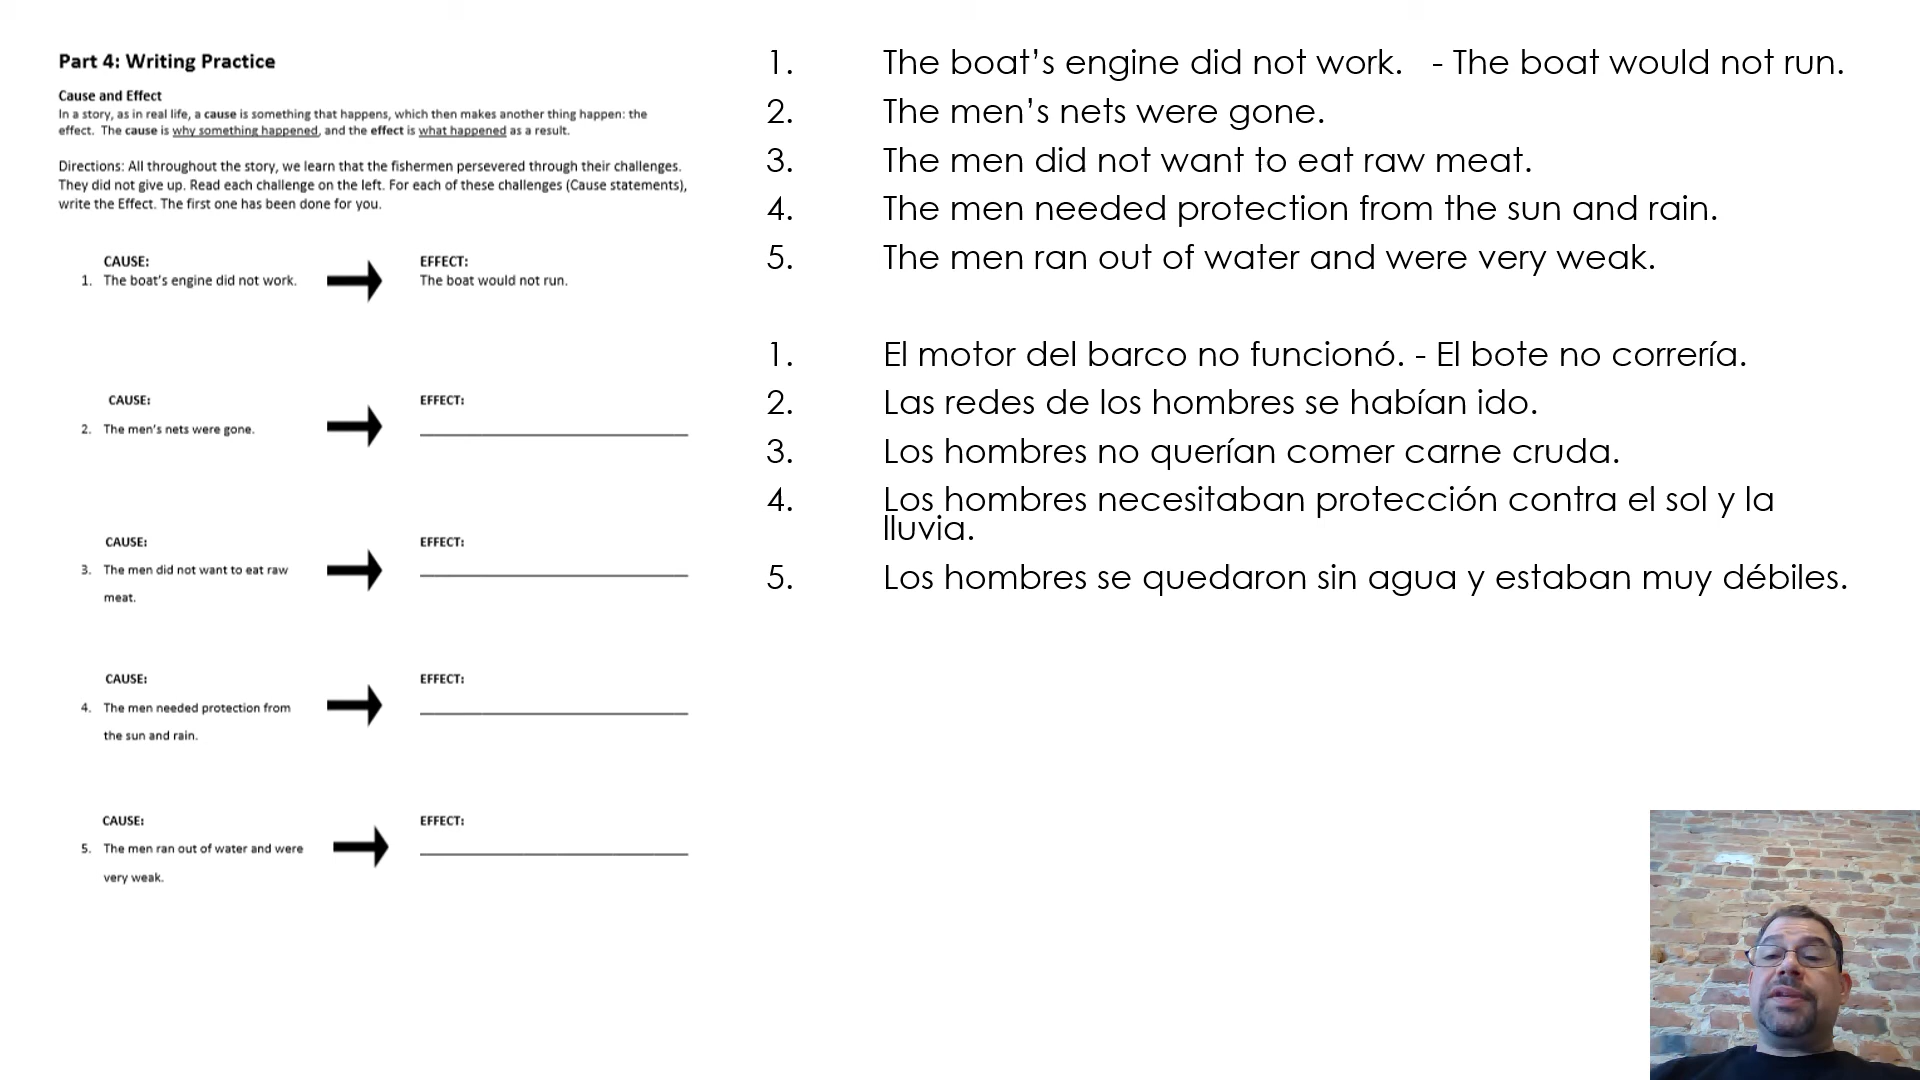 Part 4: Writing Practice
Cause and Effect
In a story, as in real life, a cause is something that happens, which then makes another thing happen: the
effect. The cause is why something happened, and the effect is what happened as a result.
Directions: All throughout the story, we learn that the fishermen persevered through their challenges.
They did not give up. Read each challenge on the left. For each of these challenges (Cause statements),
write the Effect. The first one has been done for you.
CAUSE:
1. The boat's engine did not work.
EFFECT:
The boat would not run.
CAUSE:
2. The men's nets were gone.
EFFECT:
CAUSE:
3. The men did not want to eat raw
meat.
EFFECT:
CAUSE:
4. The men needed protection from
the sun and rain.
EFFECT:
CAUSE:
5. The men ran out of water and were
very weak.
EFFECT:
1. The boat’s engine did not work. - The boat would not run.
2. The men’s nets were gone.
3. The men did not want to eat raw meat.
4. The men needed protection from the sun and rain.
5. The men ran out of water and were very weak.
1. El motor del barco no funcionó. - El bote no correría.
2. Las redes de los hombres se habían ido.
3. Los hombres no querían comer carne cruda.
4. Los hombres necesitaban protección contra el sol y la
lluvia.
5. Los hombres se quedaron sin agua y estaban muy débiles.